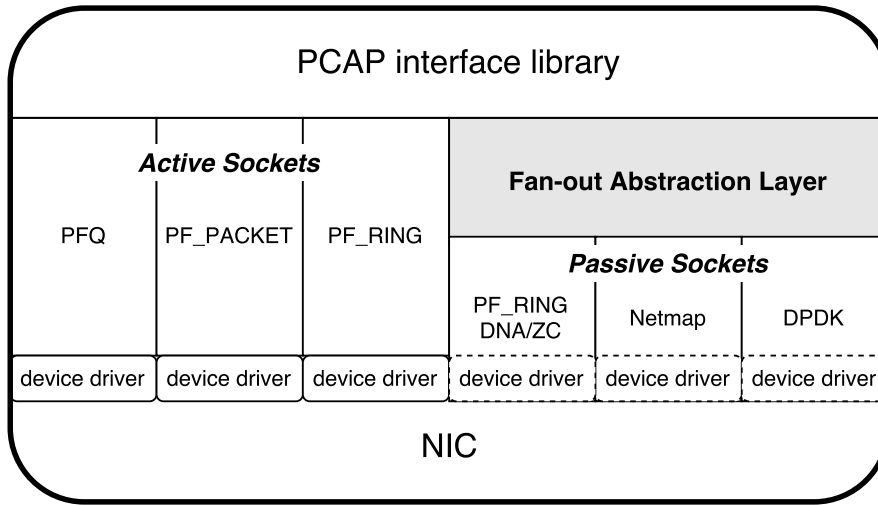 PCAP interface library
Active Sockets
Fan-out Abstraction Layer
PFQ
PF_PACKET
PF_RING
Passive Sockets
PF_RING
DNA/ZC
Netmap
DPDK
device driver
device driver
device driver
device driver
device driver
device driver
NIC